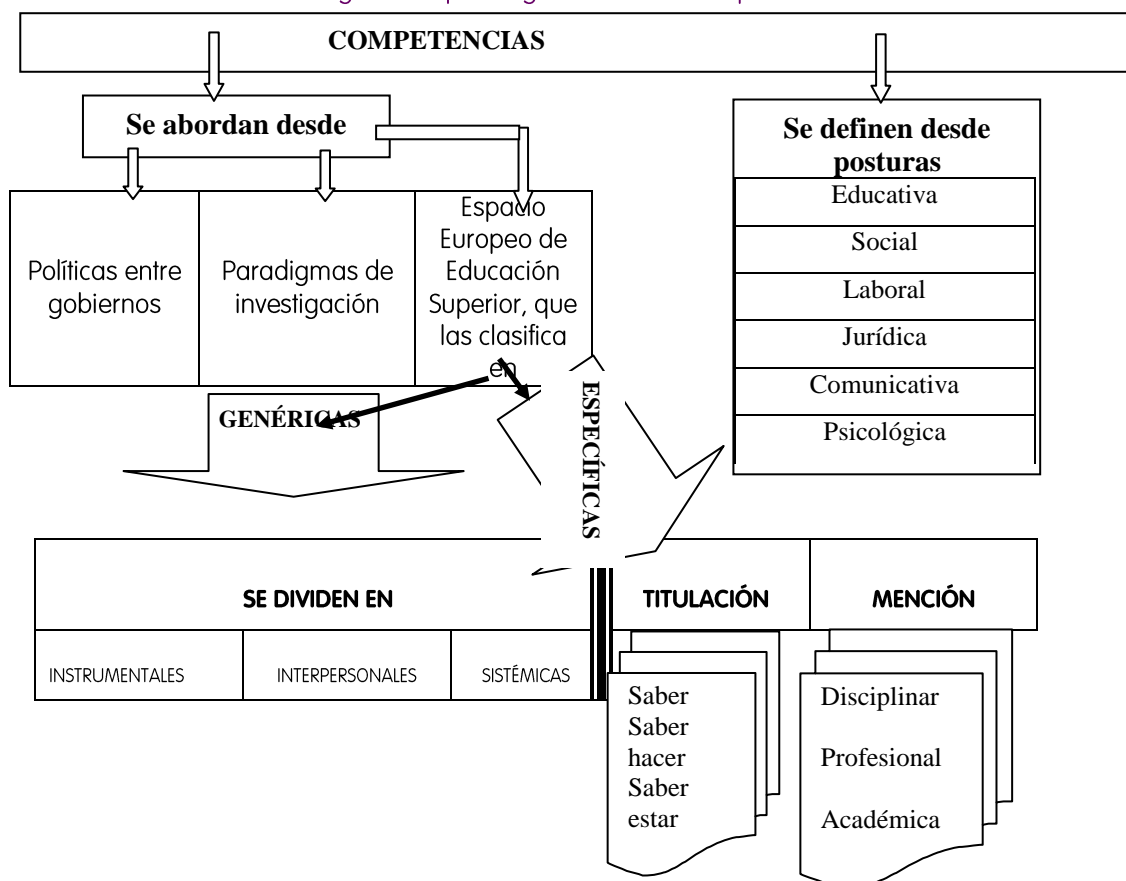 COMPETENCIAS
Se abordan desde
Se definen desde
posturas
Educativa
Social
Laboral
Jurídica
Comunicativa
Psicológica
Políticas entre
gobiernos
Paradigmas de
investigación
Espacio
Europeo de
Educación
Superior, que
las clasifica
en
GENÉRICAS
ESPECÍFICAS
SE DIVIDEN EN
INSTRUMENTALES
INTERPERSONALES
SISTÉMICAS
TITULACIÓN
MENCIÓN
Saber
Saber
hacer
Saber
estar
Disciplinar
Profesional
Académica